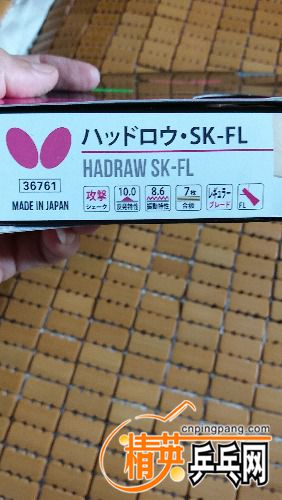 ハッドロウ・SK-FL
HADRAW SK-FL
36761
MADE IN JAPAN
攻撃
シェーク
10.0
反発特性
8.6
振動特性
7枚
合板
レギュラー
ブレード
FL
cnpingpang.com
精英乒乓网